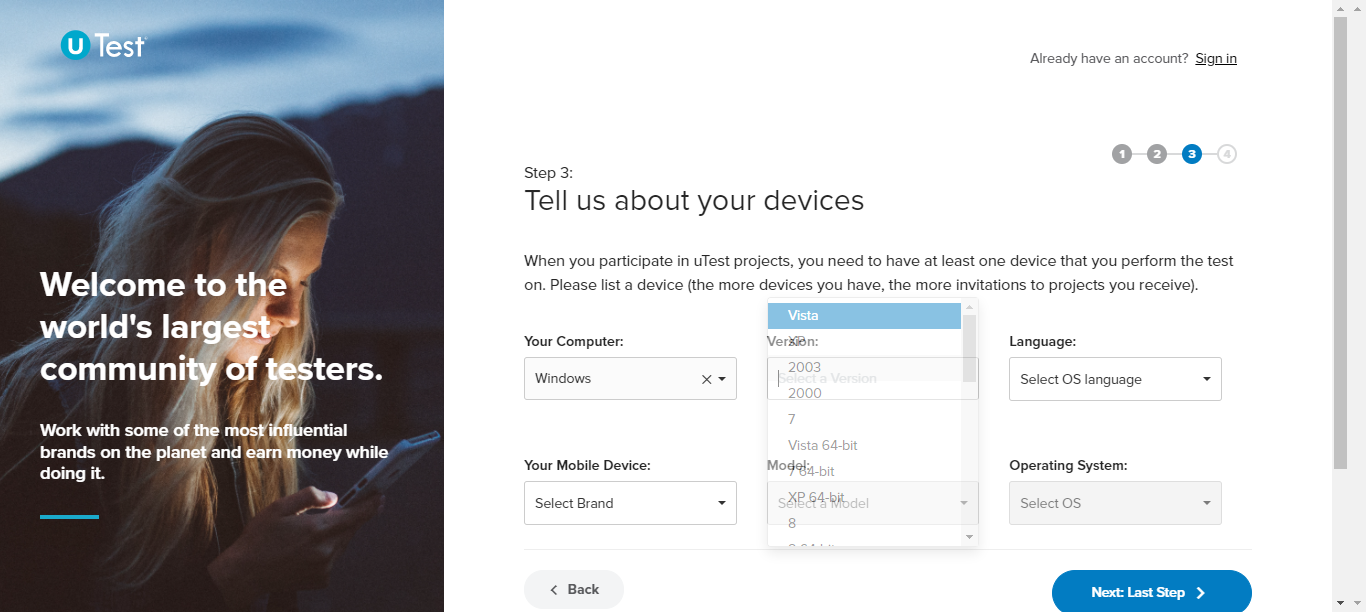 U Test
Already have an account? Sign in
1 2 3 4
Step 3:
Tell us about your devices
Welcome to the
world's largest
community of testers.
Work with some of the most influential
brands on the planet and earn money while
doing it.
When you participate in uTest projects, you need to have at least one device that you perform the test
on. Please list a device (the more devices you have, the more invitations to projects you receive).
Your Computer:
Windows
Version:
Select a Version
Vista
XP
2003
2000
7
Vista 64-bit
7 64-bit
XP 64-bit
8
8 64-bit
Language:
Select OS language
Your Mobile Device:
Select Brand
Model:
Select a Model
Operating System:
Select OS
Back
Next: Last Step